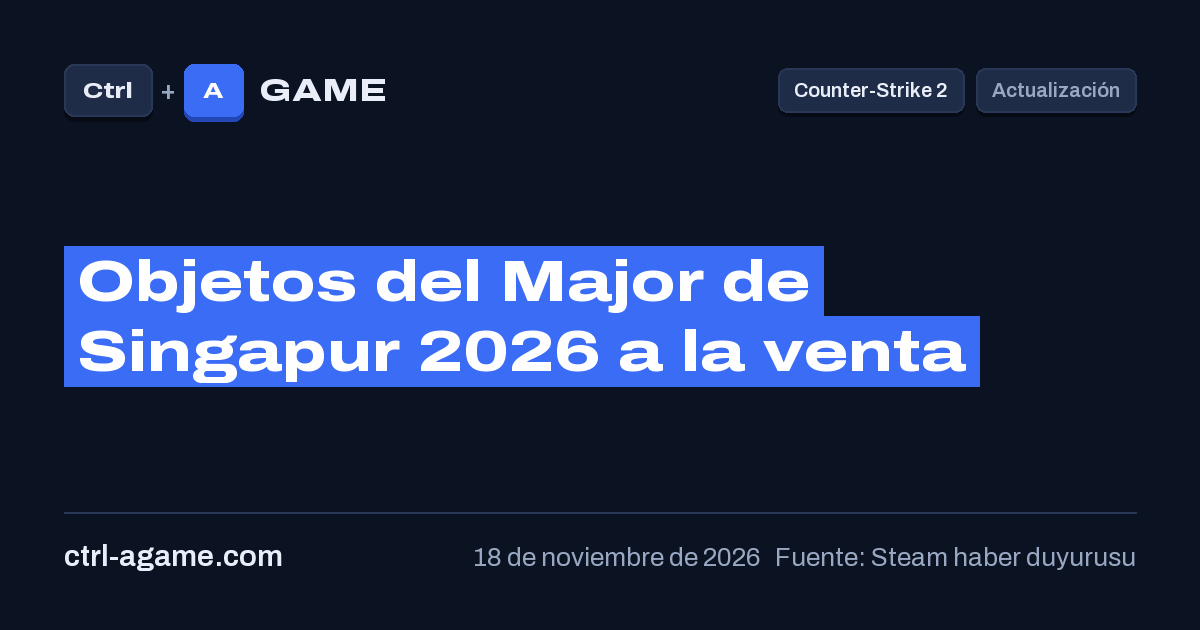 Ctrl + A GAME
Counter-Strike 2 Actualización
Objetos del Major de
Singapur 2026 a la venta
ctrl-agame.com
18 de noviembre de 2026 Fuente: Steam haber duyurusu